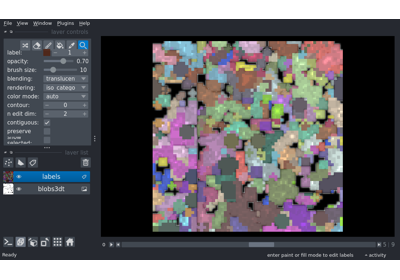 File View Window Plugins Help
layer controls
label: 1
opacity: 0.70
brush size: 10
blending: translucen
rendering: iso_catego
color mode: auto
contour: 0
n edit dim: 2
contiguous:
preserve
selected:
layer list
labels
blobs3dt
Ready
enter paint or fill mode to edit labels
activity